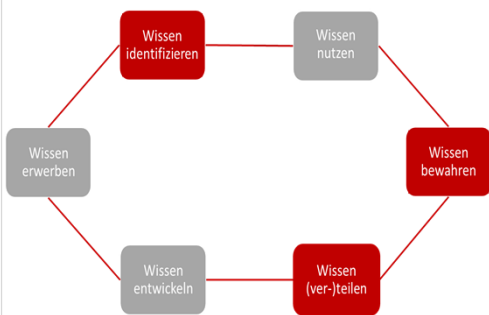 Wissen
identifizieren
Wissen
nutzen
Wissen
erwerben
Wissen
bewahren
Wissen
entwickeln
Wissen
(ver-)teilen